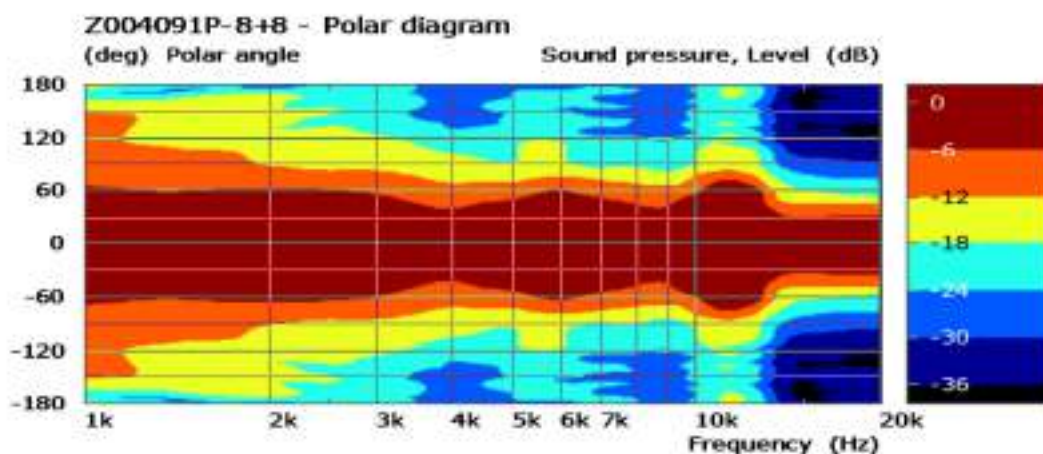 Z004091P-8+8 - Polar diagram
(deg) Polar angle
Sound pressure, Level (dB)
180
120
60
0
-60
-120
-180
1k 2k 3k 4k 5k 6k 7k 10k 20k
Frequency (Hz)
0
-6
-12
-18
-24
-30
-36